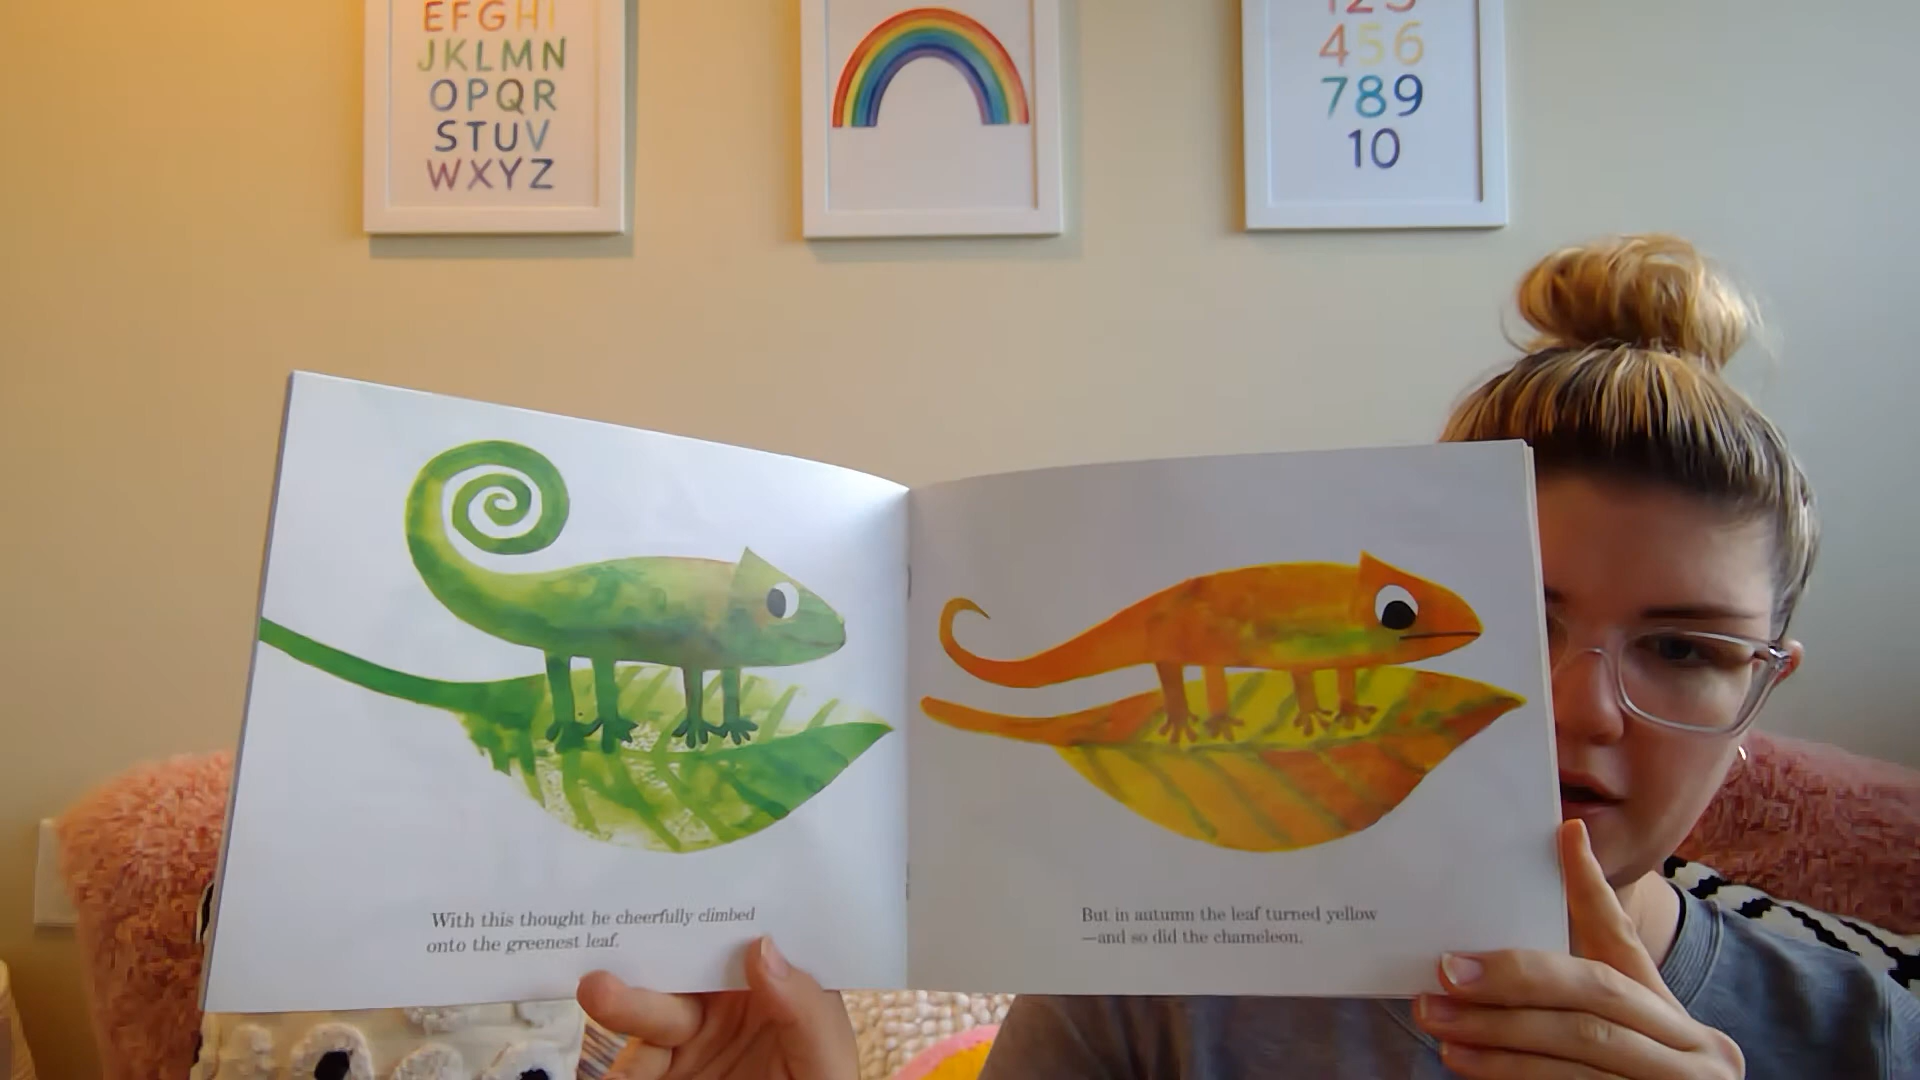 EFGHI
JKLMN
OPQR
STUV
WXYZ
123
456
789
10
With this thought he cheerfully climbed
onto the greenest leaf.
But in autumn the leaf turned yellow
—and so did the chameleon.